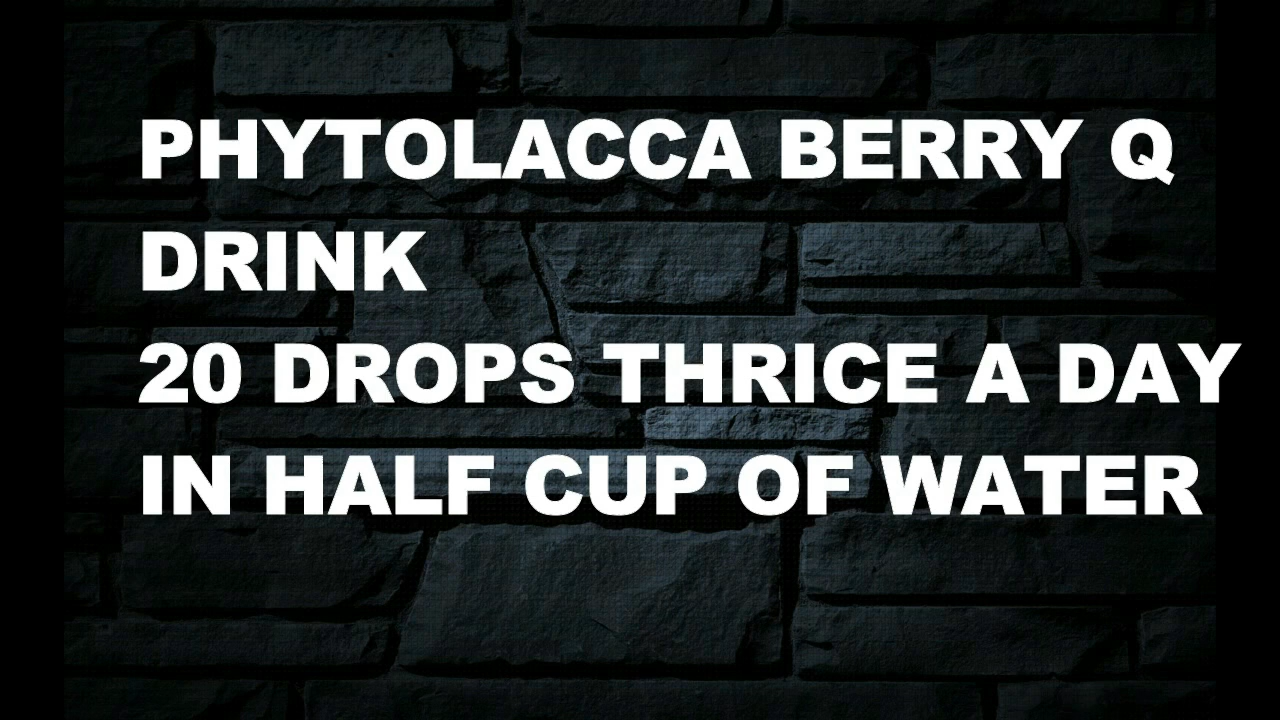 PHYTOLACCA BERRY Q
DRINK
20 DROPS THRICE A DAY
IN HALF CUP OF WATER